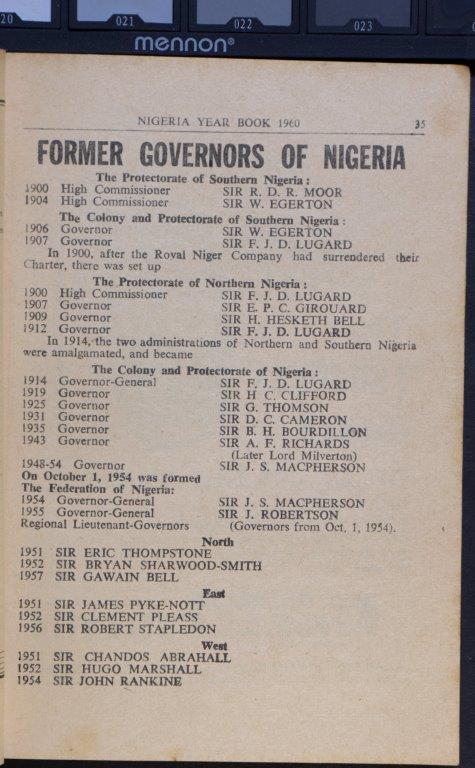 20
021
022
023
mennon®
NIGERIA YEAR BOOK 1960 35
FORMER GOVERNORS OF NIGERIA
The Protectorate of Southern Nigeria:
1900 High Commissioner SIR R. D. R. MOOR
1904 High Commissioner SIR W. EGERTON
The Colony and Protectorate of Southern Nigeria:
1906 Governor SIR W. EGERTON
1907 Governor SIR F. J. D. LUGARD
In 1900, after the Royal Niger Company had surrendered their
Charter, there was set up
The Protectorate of Northern Nigeria:
1900 High Commissioner SIR F. J. D. LUGARD
1907 Governor SIR E. P. C. GIROUARD
1909 Governor SIR H. HESKETH BELL
1912 Governor SIR F. J. D. LUGARD
In 1914, the two administrations of Northern and Southern Nigeria
were amalgamated, and became
The Colony and Protectorate of Nigeria:
1914 Governor-General SIR F. J. D. LUGARD
1919 Governor SIR H C. CLIFFORD
1925 Governor SIR G. THOMSON
1931 Governor SIR D. C. CAMERON
1935 Governor SIR B. H. BOURDILLON
1943 Governor SIR A. F. RICHARDS
(Later Lord Milverton)
1948-54 Governor SIR J. S. MACPHERSON
On October 1, 1954 was formed
The Federation of Nigeria:
1954 Governor-General SIR J. S. MACPHERSON
1955 Governor-General SIR J. ROBERTSON
Regional Lieutenant-Governors (Governors from Oct. 1, 1954).
North
1951 SIR ERIC THOMPSTONE
1952 SIR BRYAN SHARWOOD-SMITH
1957 SIR GAWAIN BELL
East
1951 SIR JAMES PYKE-NOTT
1952 SIR CLEMENT PLEASS
1956 SIR ROBERT STAPLEDON
West
1951 SIR CHANDOS ABRAHALL
1952 SIR HUGO MARSHALL
1954 SIR JOHN RANKINE